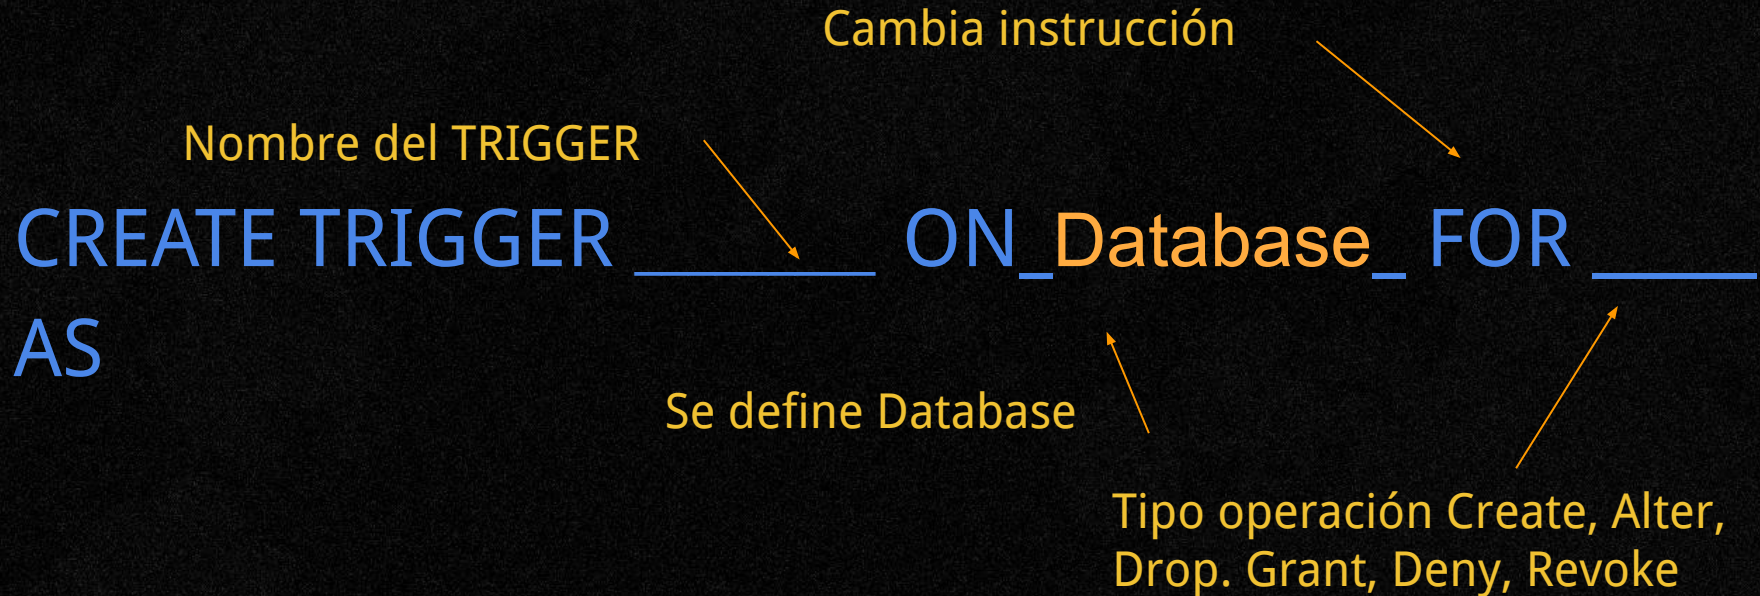 Cambia instrucción
Nombre del TRIGGER
CREATE TRIGGER ______ ON_Database_ FOR _____
AS
Se define Database
Tipo operación Create, Alter,
Drop. Grant, Deny, Revoke